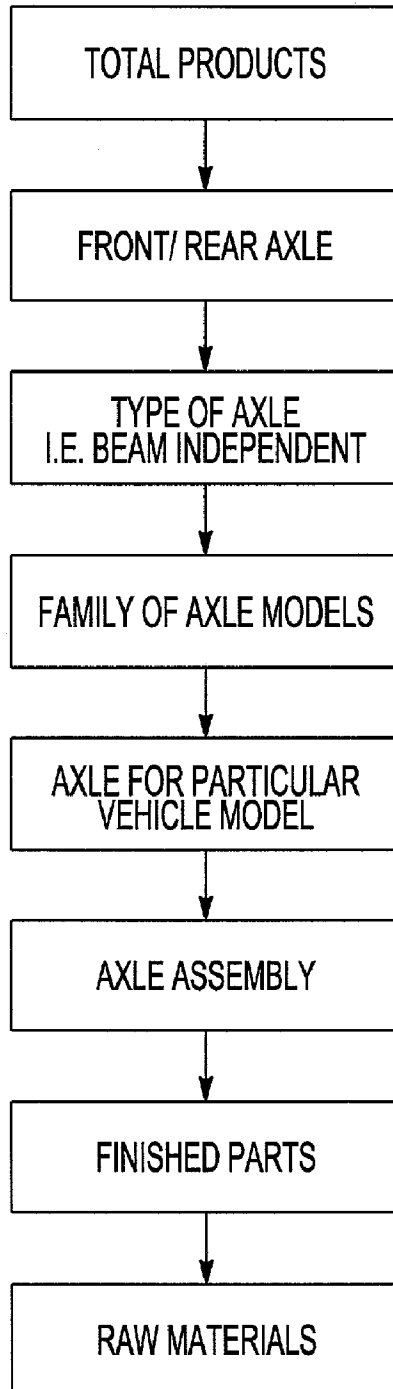 TOTAL PRODUCTS
FRONT/ REAR AXLE
TYPE OF AXLE
I.E. BEAM INDEPENDENT
FAMILY OF AXLE MODELS
AXLE FOR PARTICULAR
VEHICLE MODEL
AXLE ASSEMBLY
FINISHED PARTS
RAW MATERIALS